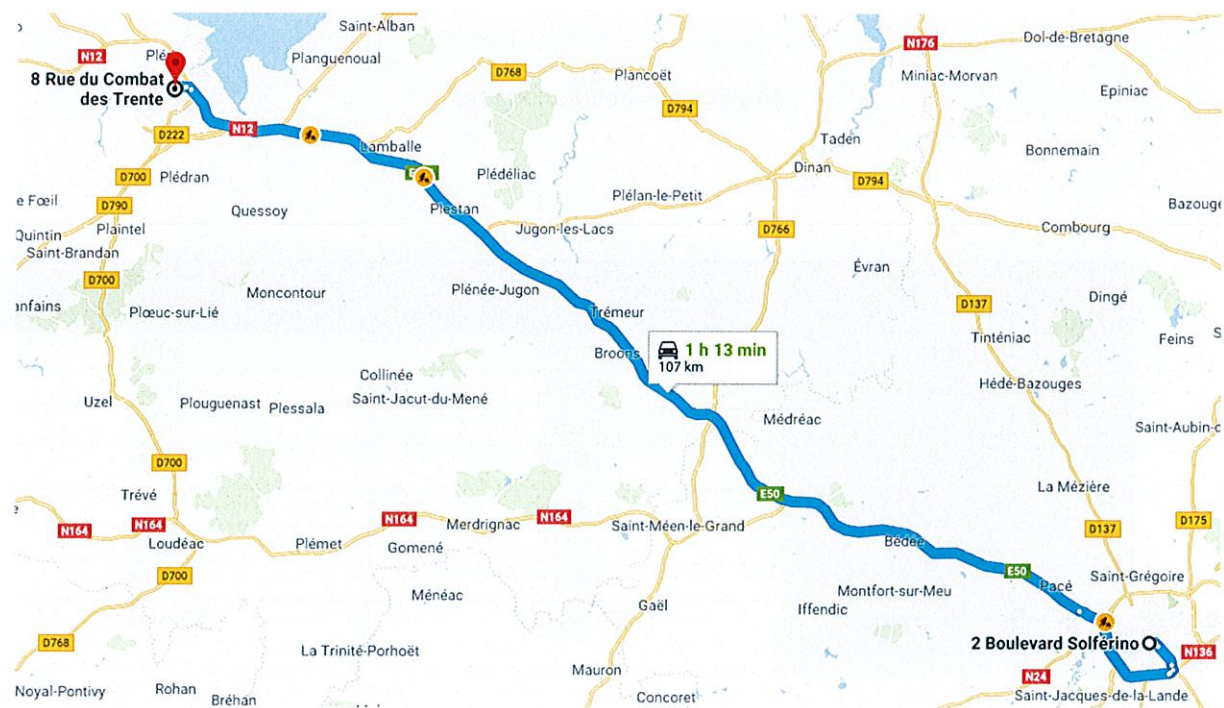 Saint-Alban
N12
Plé
Planguenoual
N176
Dol-de-Bretagne
8 Rue du Combat
des Trente
D768
Plancoët
Miniac-Morvan
Epiniac
D794
D222
N12
Lamballe
Taden
Bonnemain
D700
Plédran
Plédéliac
Dinan
D794
e Fœil
D790
Quessoy
Plestan
Plélan-le-Petit
Bazouge
Quintin
Plaintel
Jugon-les-Lacs
D766
Combourg
Saint-Brandan
D700
Évran
anfains
Moncontour
Plénée-Jugon
Dingé
Plœuc-sur-Lié
Trémeur
D137
Tinténiac
Feins
S
Broons
1 h 13 min
107 km
Collinée
Hédé-Bazouges
Uzel
Plouguenast
Plessala
Saint-Jacut-du-Mené
Médréac
Saint-Aubin-d
D700
Trévé
E50
La Mézière
e
N164
N164
N164
Merdrignac
N164
Saint-Méen-le-Grand
D137
D175
Loudéac
Plémet
Gomené
Bédée
D700
E50
Saint-Grégoire
Ménéac
Montfort-sur-Meu
Pacé
Gaël
Iffendic
D768
La Trinité-Porhoët
2 Boulevard Solférino
N136
Mauron
N24
Noyal-Pontivy
Rohan
Bréhan
Concoret
Saint-Jacques-de-la-Lande